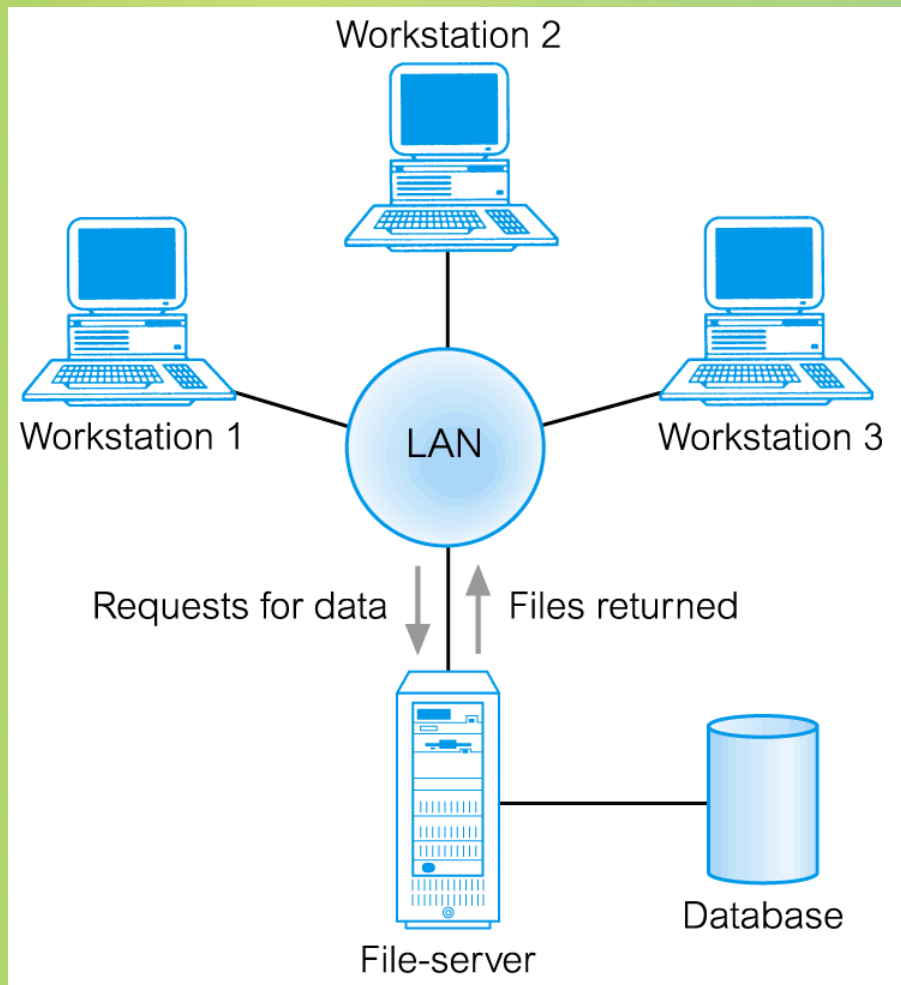 Workstation 2
Workstation 1
LAN
Workstation 3
Requests for data
Files returned
Database
File-server